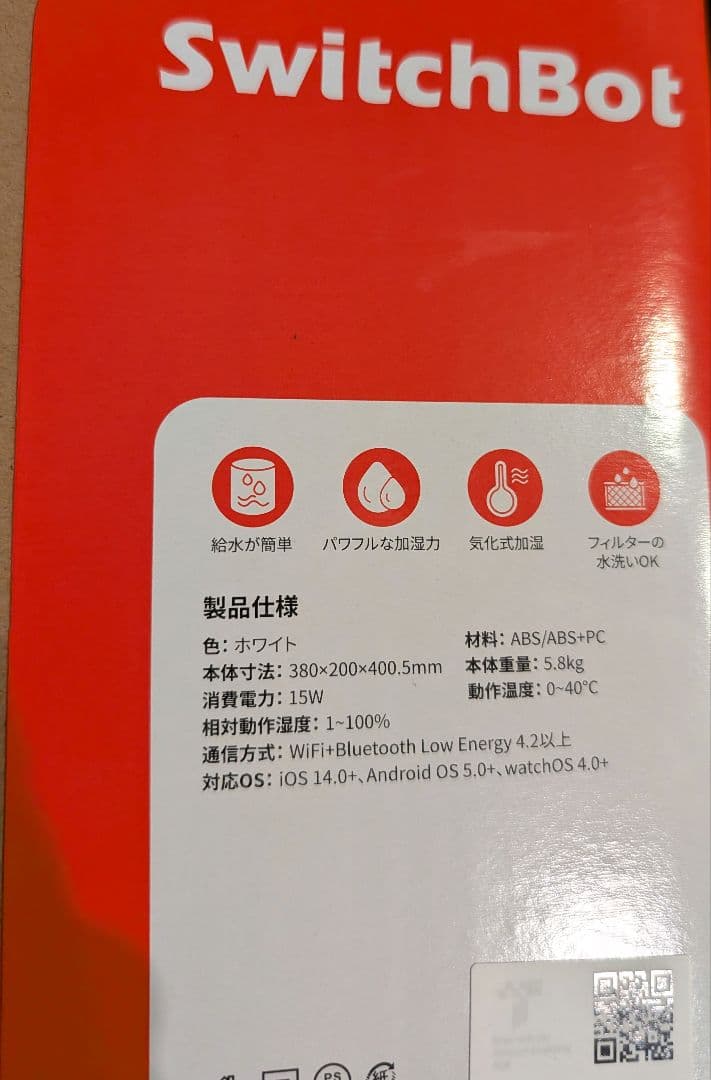 SwitchBot
給水が簡単
パワフルな加湿力
気化式加湿
フィルターの
水洗いOK
製品仕様
色：ホワイト
材料：ABS/ABS+PC
本体寸法：380×200×400.5mm
本体重量：5.8kg
消費電力：15W
動作温度：0~40℃
相対動作湿度：1~100%
通信方式：WiFi+Bluetooth Low Energy 4.2以上
対応OS：iOS 14.0+、Android OS 5.0+、watchOS 4.0+
PS
紙